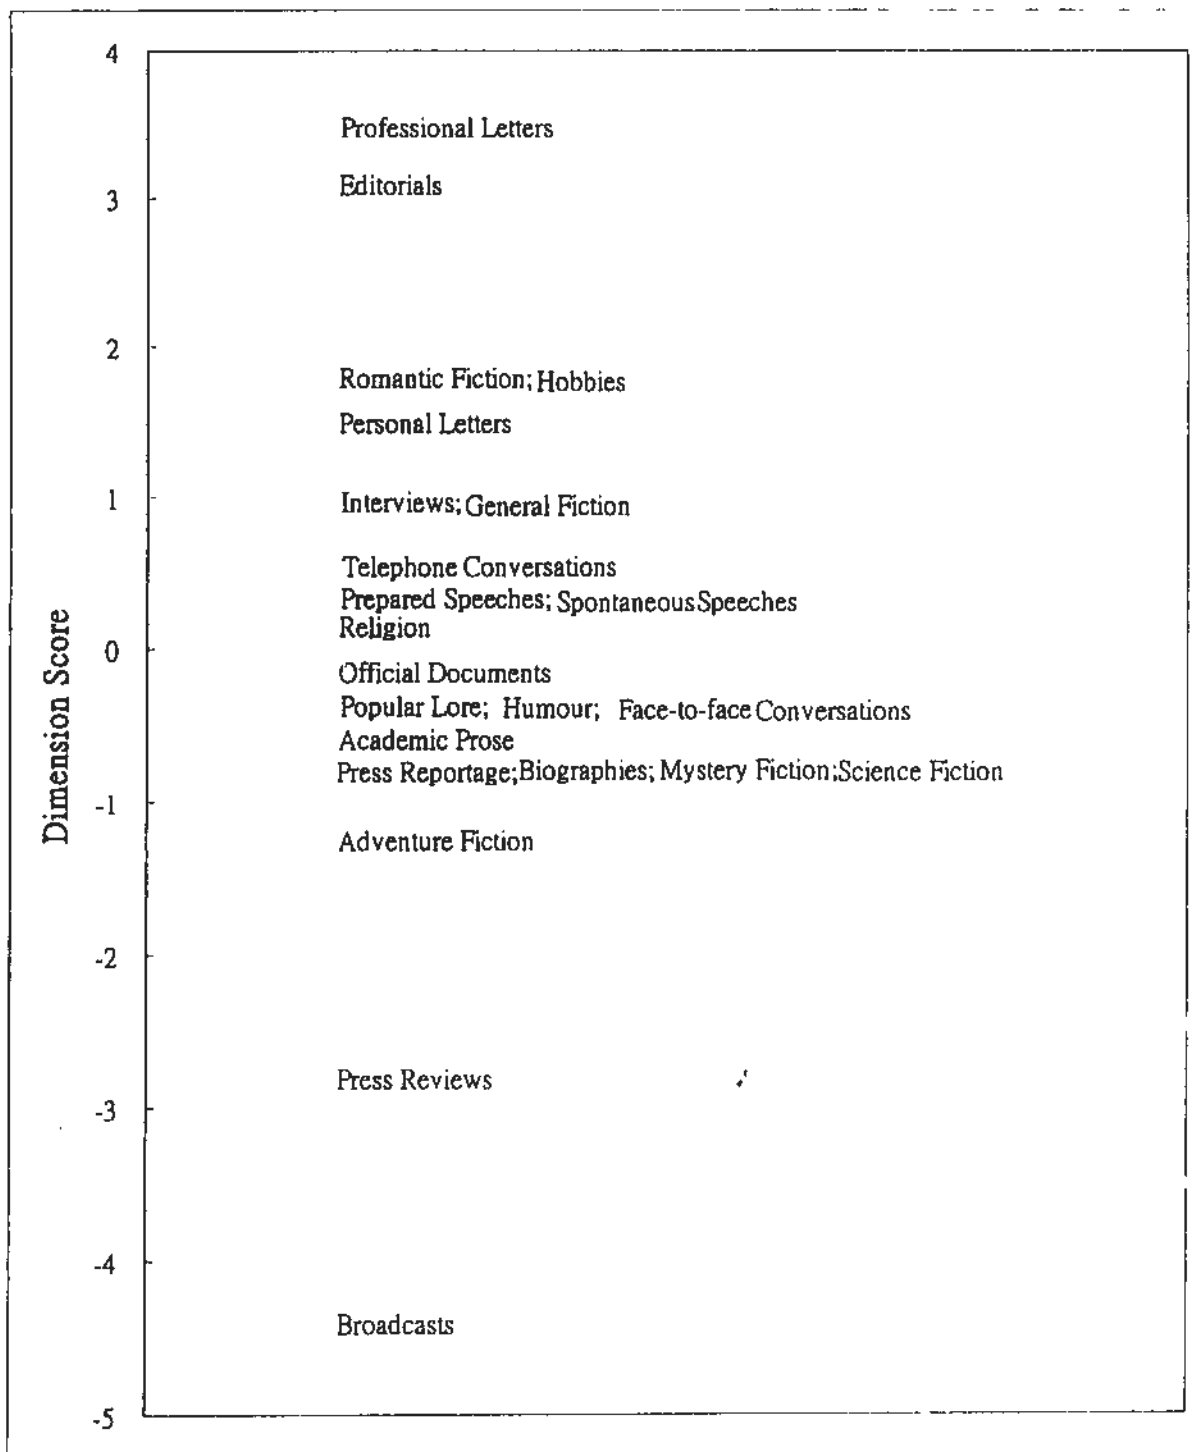 4
Professional Letters
Editorials
3
2
Romantic Fiction; Hobbies
Personal Letters
1
Interviews; General Fiction
Telephone Conversations
Prepared Speeches; Spontaneous Speeches
Religion
0
Dimension Score
Official Documents
Popular Lore; Humour; Face-to-face Conversations
Academic Prose
Press Reportage; Biographies; Mystery Fiction; Science Fiction
-1
Adventure Fiction
-2
Press Reviews
-3
-4
Broadcasts
-5